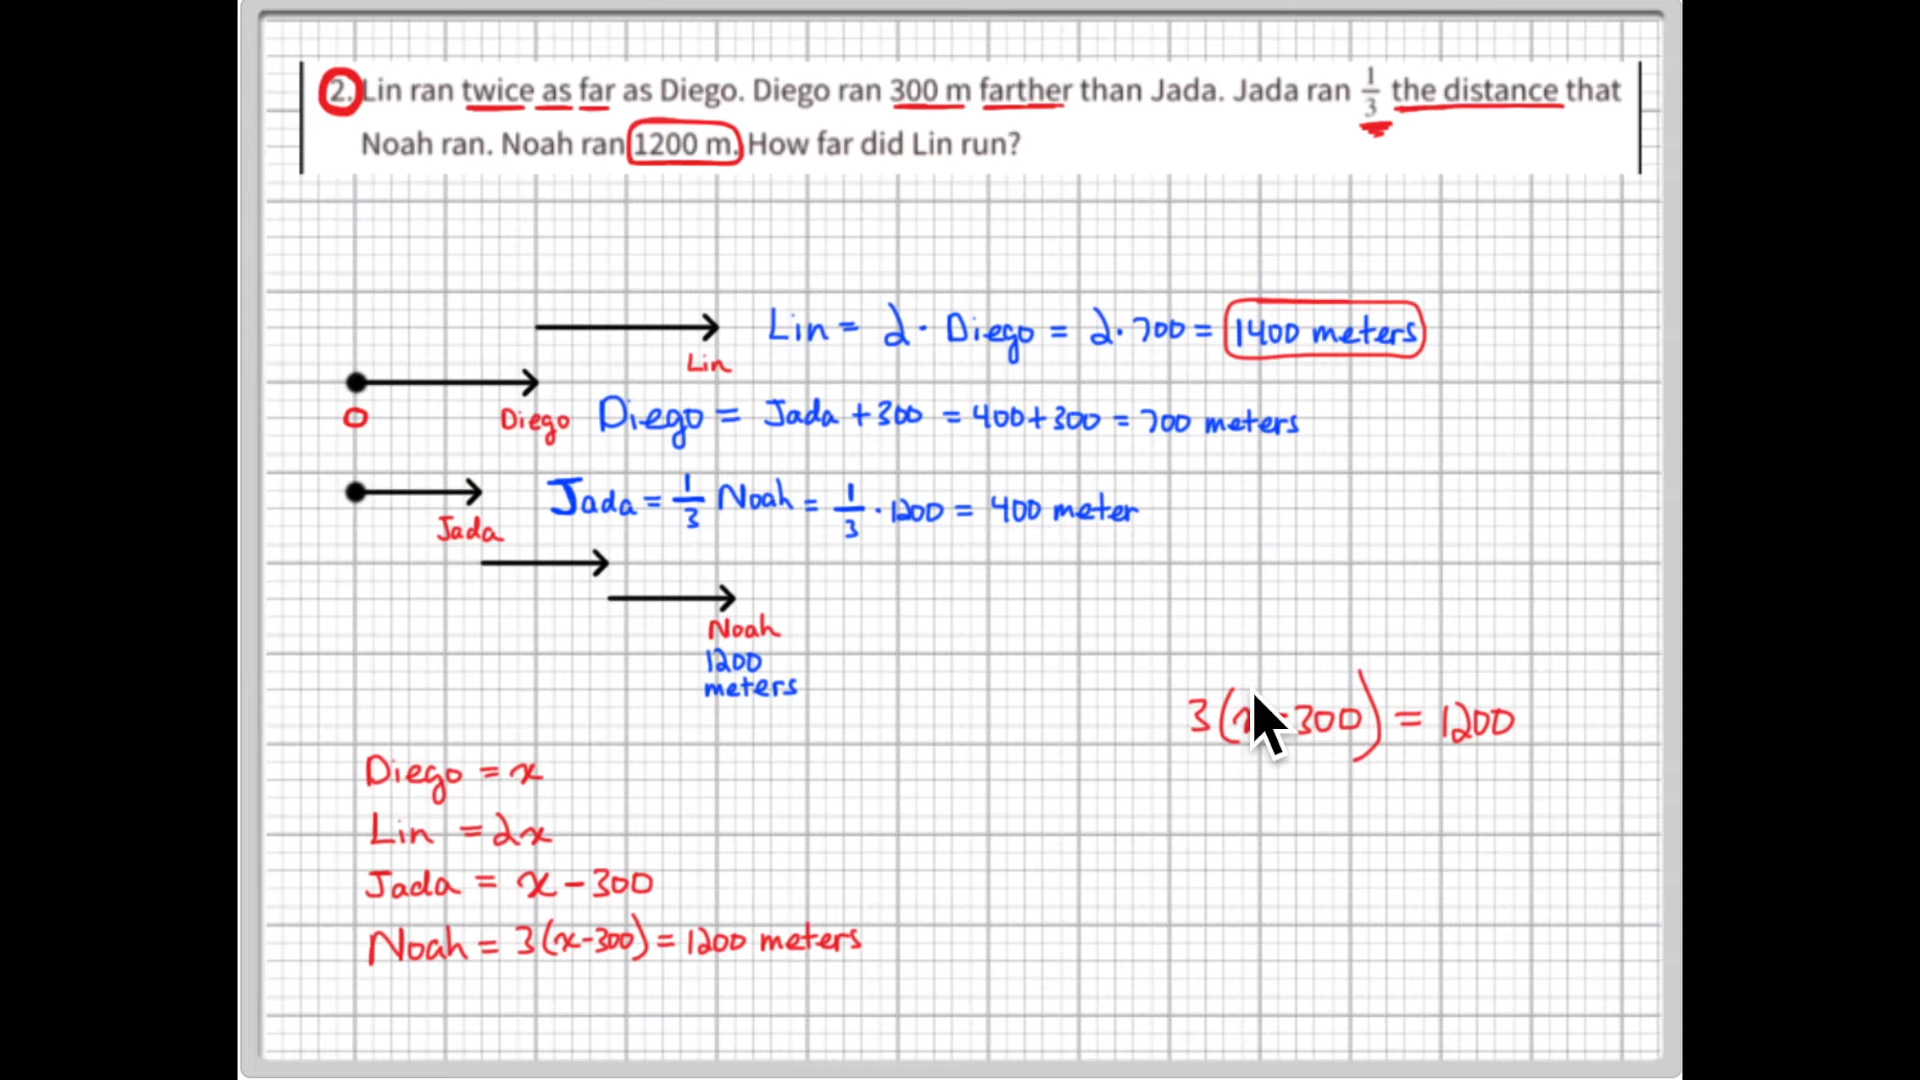 2. Lin ran twice as far as Diego. Diego ran 300 m farther than Jada. Jada ran 1/3 the distance that
Noah ran. Noah ran 1200 m. How far did Lin run?
Lin = 2 · Diego = 2 · 700 = 1400 meters
Lin
0
Diego
Diego = Jada + 300 = 400 + 300 = 700 meters
Jada = 1/3 Noah = 1/3 · 1200 = 400 meter
Jada
Noah
1200
meters
3(x-300) = 1200
Diego = x
Lin = 2x
Jada = x - 300
Noah = 3(x-300) = 1200 meters